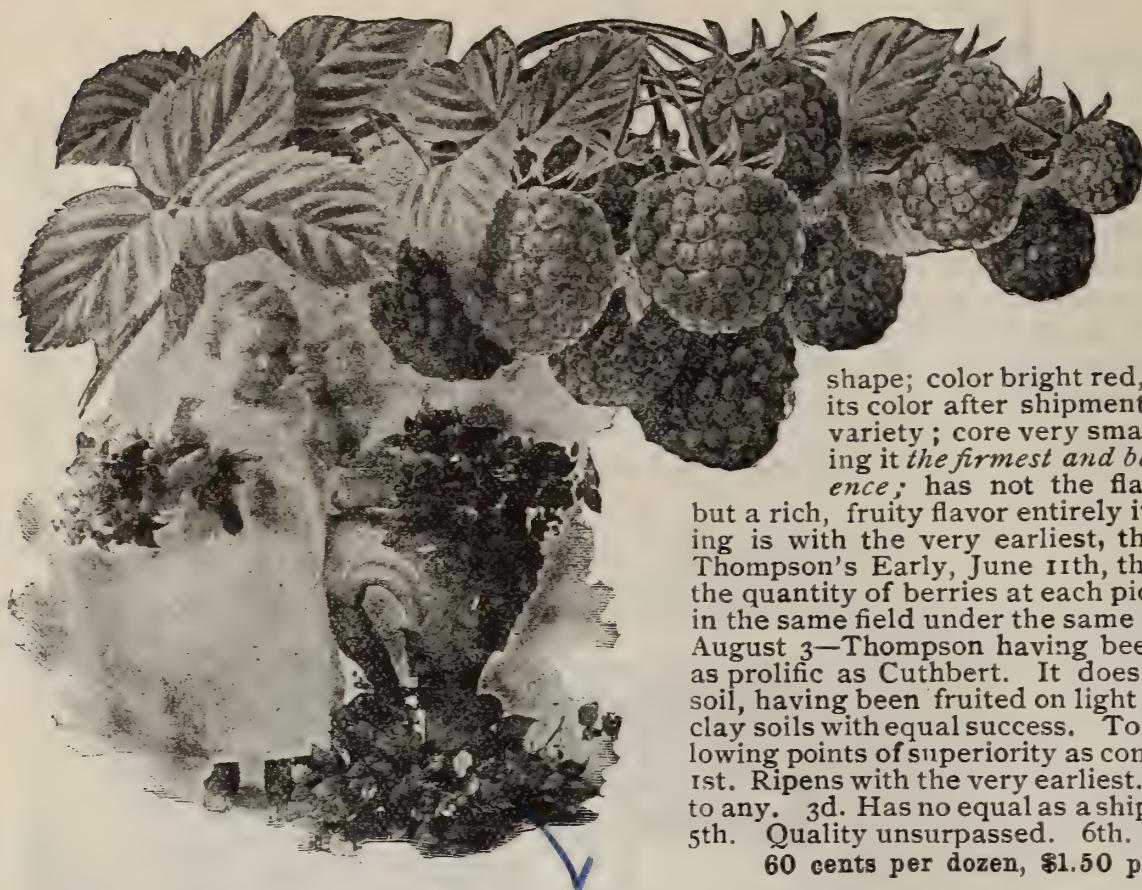 shape; color bright red,
its color after shipment
variety; core very sma
ing it the firmest and be
ence; has not the fla
but a rich, fruity flavor entirely i
ing is with the very earliest, th
Thompson's Early, June 11th, th
the quantity of berries at each pic
in the same field under the same
August 3—Thompson having bee
as prolific as Cuthbert. It does
soil, having been fruited on light
clay soils with equal success. To
lowing points of superiority as con
1st. Ripens with the very earliest.
to any. 3d. Has no equal as a ship
5th. Quality unsurpassed. 6th.
60 cents per dozen, $1.50 p